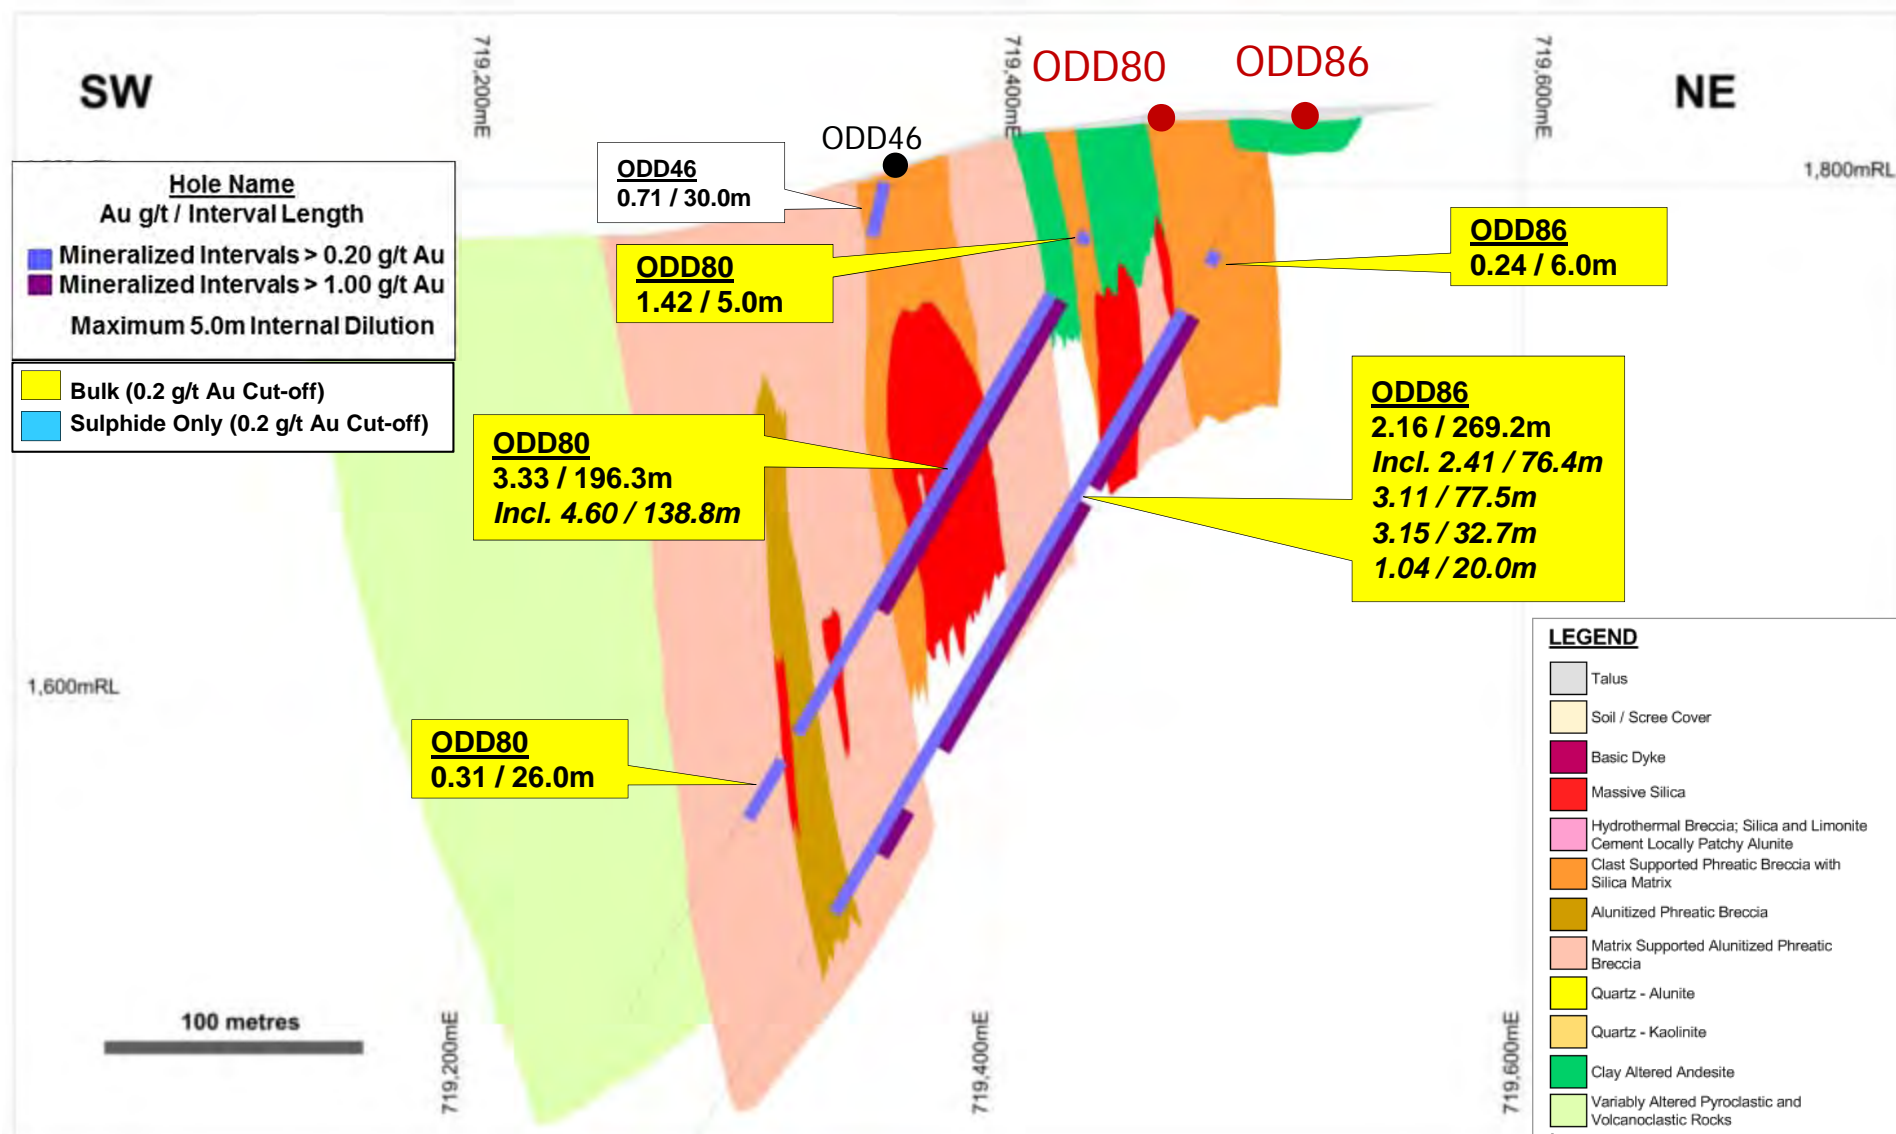 SW
719,200mE
719,400mE
ODD80
ODD86
719,600mE
NE
ODD46
1,800mRL
Hole Name
Au g/t / Interval Length
Mineralized Intervals > 0.20 g/t Au
Mineralized Intervals > 1.00 g/t Au
Maximum 5.0m Internal Dilution
Bulk (0.2 g/t Au Cut-off)
Sulphide Only (0.2 g/t Au Cut-off)
ODD46
0.71 / 30.0m
ODD80
1.42 / 5.0m
ODD86
0.24 / 6.0m
ODD80
3.33 / 196.3m
Incl. 4.60 / 138.8m
ODD86
2.16 / 269.2m
Incl. 2.41 / 76.4m
3.11 / 77.5m
3.15 / 32.7m
1.04 / 20.0m
1,600mRL
ODD80
0.31 / 26.0m
100 metres
719,200mE
719,400mE
719,600mE
LEGEND
Talus
Soil / Scree Cover
Basic Dyke
Massive Silica
Hydrothermal Breccia; Silica and Limonite
Cement Locally Patchy Alunite
Clast Supported Phreatic Breccia with
Silica Matrix
Alunitized Phreatic Breccia
Matrix Supported Alunitized Phreatic
Breccia
Quartz - Alunite
Quartz - Kaolinite
Clay Altered Andesite
Variably Altered Pyroclastic and
Volcanoclastic Rocks